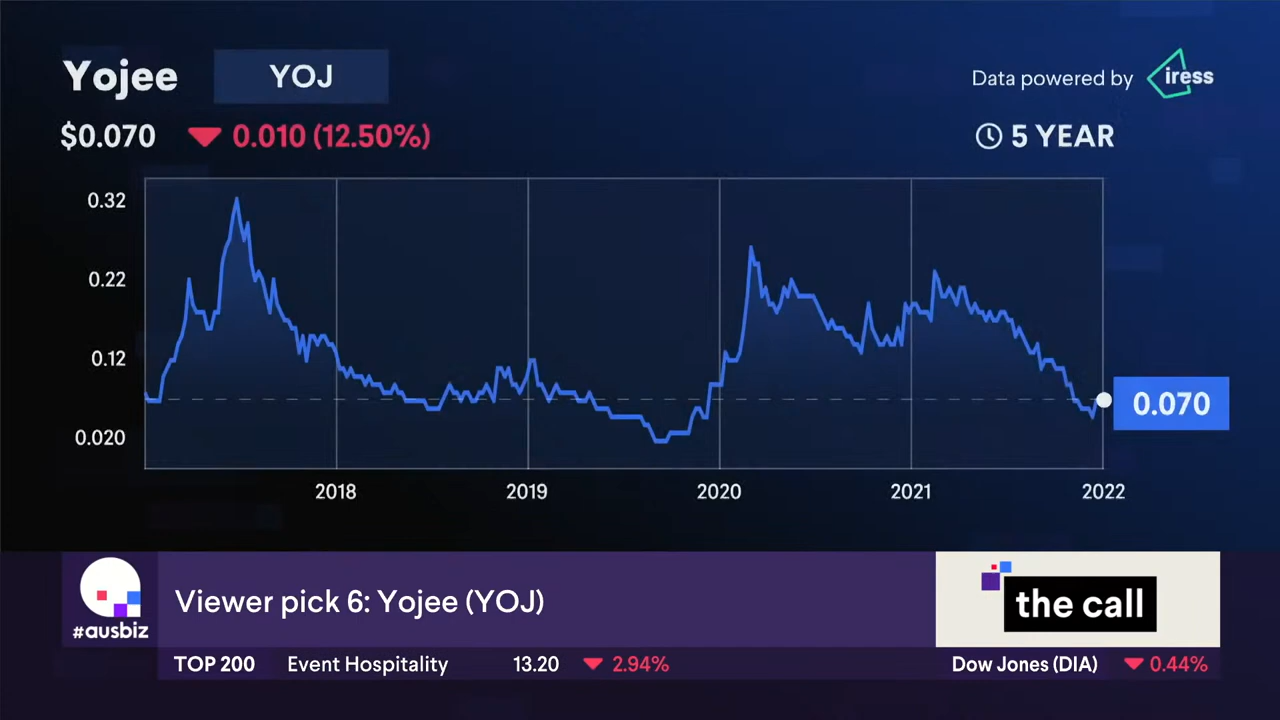 Yojee YOJ
Data powered by iress
$0.070 0.010 (12.50%)
5 YEAR
0.32
0.22
0.12
0.020
0.070
2018 2019 2020 2021 2022
#ausbiz
Viewer pick 6: Yojee (YOJ)
the call
TOP 200 Event Hospitality 13.20 2.94% Dow Jones (DIA) 0.44%